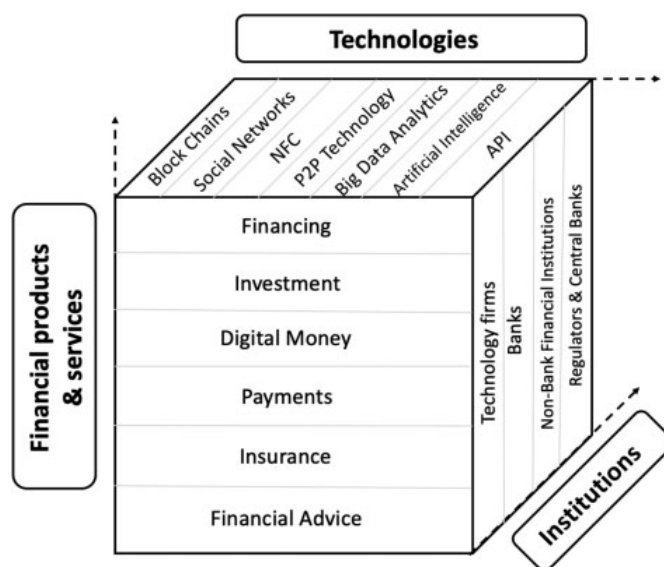 Technologies
Block Chains
Social Networks
NFC
P2P Technology
Big Data Analytics
Artificial Intelligence
API
Financial products
& services
Financing
Investment
Digital Money
Payments
Insurance
Financial Advice
Technology firms
Banks
Non-Bank Financial Institutions
Regulators & Central Banks
Institutions